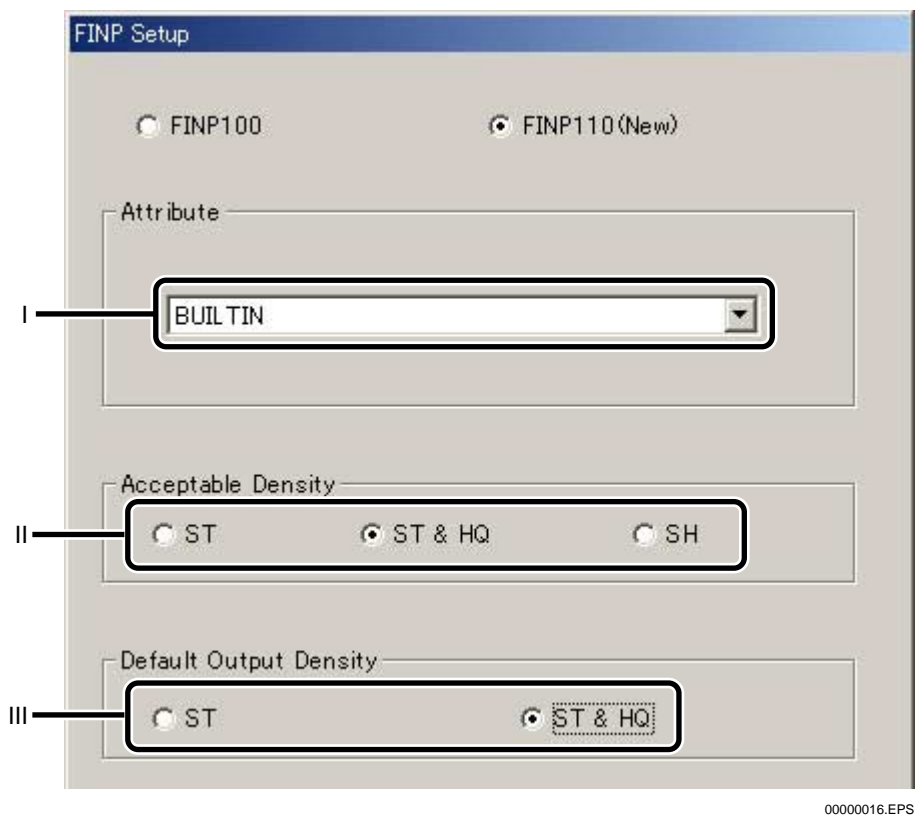 FINP Setup
FINP100 FINP110(New)
Attribute
I BUILTIN
Acceptable Density
II ST ST & HQ SH
Default Output Density
III ST ST & HQ
00000016.EPS